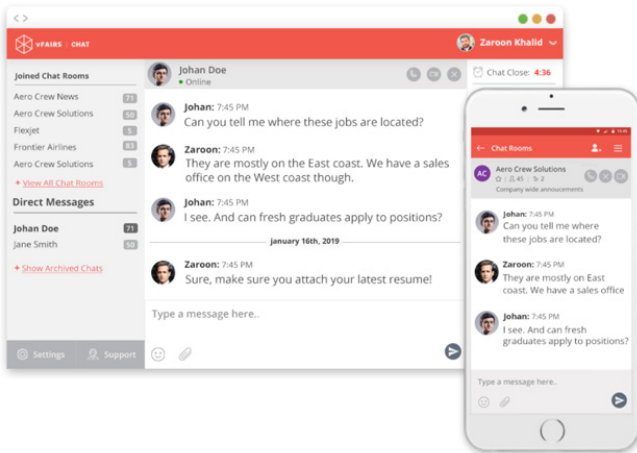 vFAIRS | CHAT
Zaroon Khalid
Joined Chat Rooms
Aero Crew News 71
Aero Crew Solutions 50
Flexjet 5
Frontier Airlines 83
Aero Crew Solutions 5
+ View All Chat Rooms
Direct Messages
Johan Doe 71
Jane Smith 50
+ Show Archived Chats
Settings
Support
Johan Doe
Online
Chat Close: 4:36
Johan: 7:45 PM
Can you tell me where these jobs are located?
Zaroon: 7:45 PM
They are mostly on the East coast. We have a sales
office on the West coast though.
Johan: 7:45 PM
I see. And can fresh graduates apply to positions?
january 16th, 2019
Zaroon: 7:45 PM
Sure, make sure you attach your latest resume!
Type a message here..
Chat Rooms
AC
Aero Crew Solutions
| 45 | 2
Company wide annoucements
Johan: 7:45 PM
Can you tell me where
these jobs are located?
Zaroon: 7:45 PM
They are mostly on East
coast. We have a sales office
Johan: 7:45 PM
I see. And can fresh
graduates apply to positions?
Type a message here..